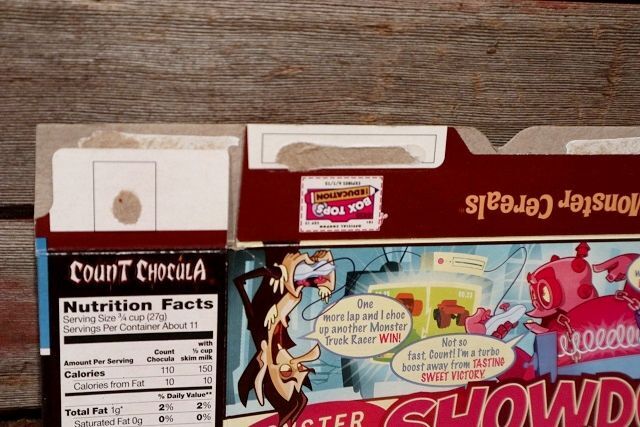 Monster Cereals
OFFICIAL COUPON
BOX TOPS
EDUCATION
COUNT CHOCULA
Nutrition Facts
Serving Size ¾ cup (27g)
Servings Per Container About 11
Amount Per Serving
Count Chocula
with ½ cup skim milk
Calories 110 150
Calories from Fat 10 10
% Daily Value**
Total Fat 1g* 2% 2%
Saturated Fat 0g 0% 0%
One
more lap and I choc
up another Monster
Truck Racer WIN!
Not so
fast, Count! I'm a turbo
boost away from TASTING
SWEET VICTORY.
SHOWD